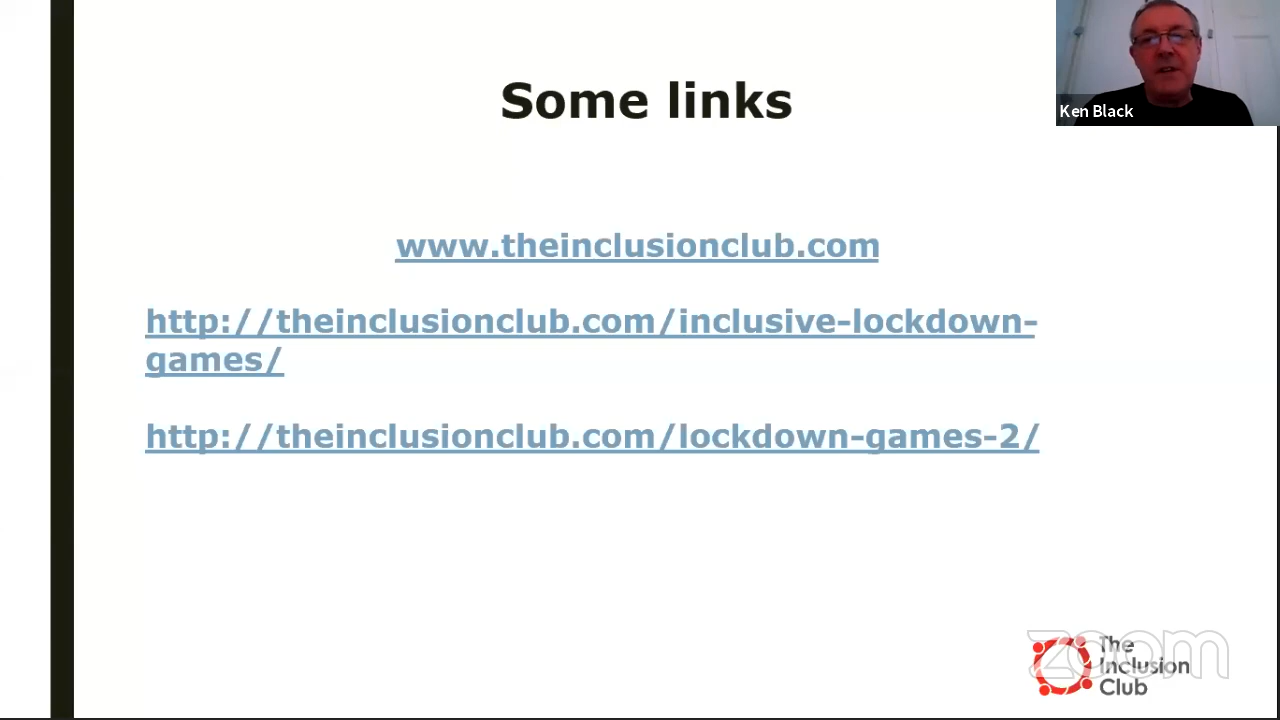 Some links
Ken Black
www.theinclusionclub.com
http://theinclusionclub.com/inclusive-lockdown-
games/
http://theinclusionclub.com/lockdown-games-2/
zoom
The
Inclusion
Club